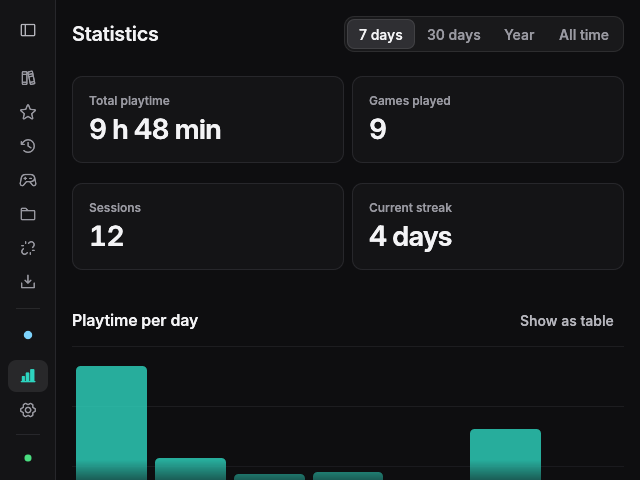 Statistics
7 days
30 days
Year
All time
Total playtime
9 h 48 min
Games played
9
Sessions
12
Current streak
4 days
Playtime per day
Show as table